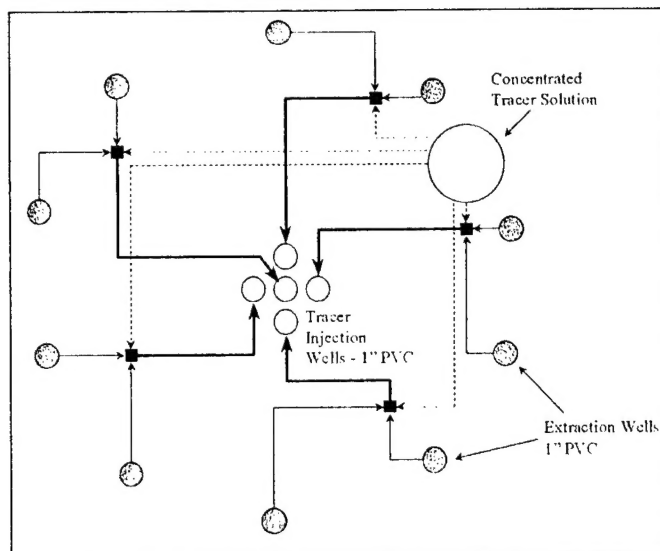 Concentrated
Tracer Solution
Tracer
Injection
Wells - 1" PVC
Extraction Wells
1" PVC